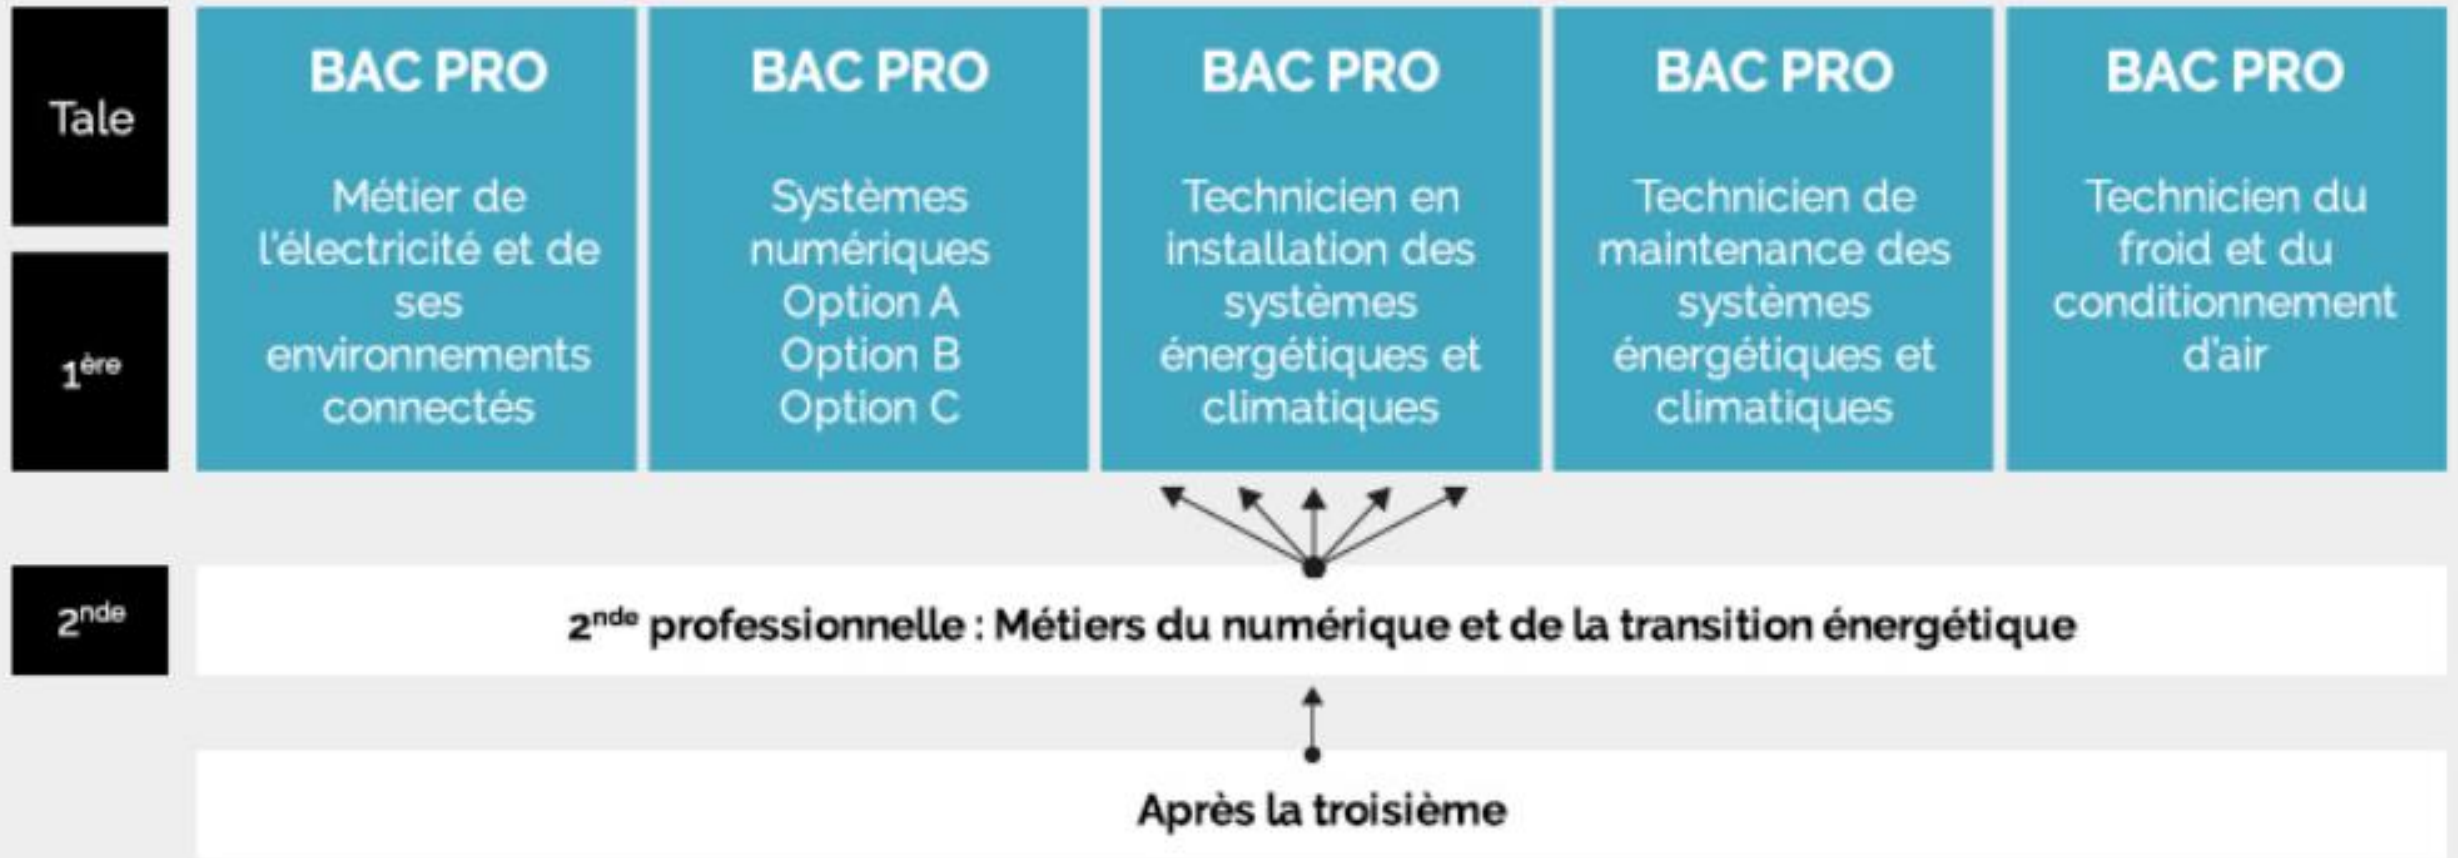 Tale
BAC PRO
Métier de
l'électricité et de
ses
environnements
connectés
BAC PRO
Systèmes
numériques
Option A
Option B
Option C
BAC PRO
Technicien en
installation des
systèmes
énergétiques et
climatiques
BAC PRO
Technicien de
maintenance des
systèmes
énergétiques et
climatiques
BAC PRO
Technicien du
froid et du
conditionnement
d'air
1ère
2nde
2nde professionnelle : Métiers du numérique et de la transition énergétique
Après la troisième